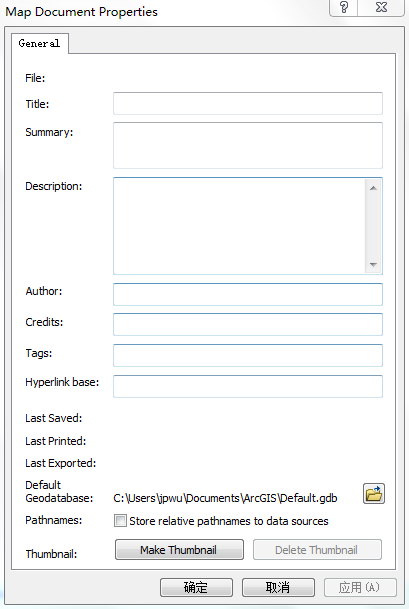 Map Document Properties
General
File:
Title:
Summary:
Description:
Author:
Credits:
Tags:
Hyperlink base:
Last Saved:
Last Printed:
Last Exported:
Default
Geodatabase: C:\Users\jpwu\Documents\ArcGIS\Default.gdb
Pathnames: Store relative pathnames to data sources
Thumbnail: Make Thumbnail Delete Thumbnail
确定 取消 应用(A)